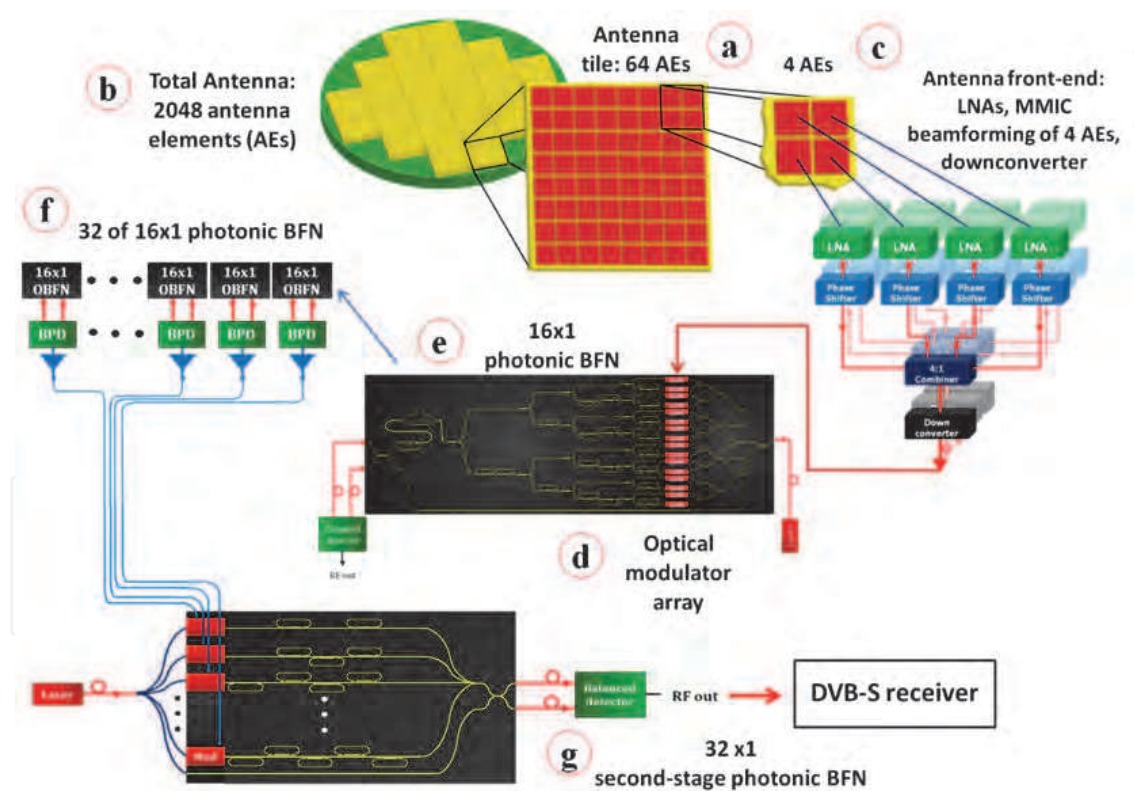 Antenna
tile: 64 AEs
a
4 AEs
c
b
Total Antenna:
2048 antenna
elements (AEs)
Antenna front-end:
LNAs, MMIC
beamforming of 4 AEs,
downconverter
f
32 of 16x1 photonic BFN
LNA LNA LNA LNA
16x1 OBFN
16x1 OBFN
16x1 OBFN
16x1 OBFN
Phase Shifter
Phase Shifter
Phase Shifter
Phase Shifter
BPD BPD BPD BPD
e
16x1
photonic BFN
4:1
Combiner
Down
converter
RF out
d
Optical
modulator
array
Laser
Mod
Balanced
detector
RF out
DVB-S receiver
g
32 x1
second-stage photonic BFN